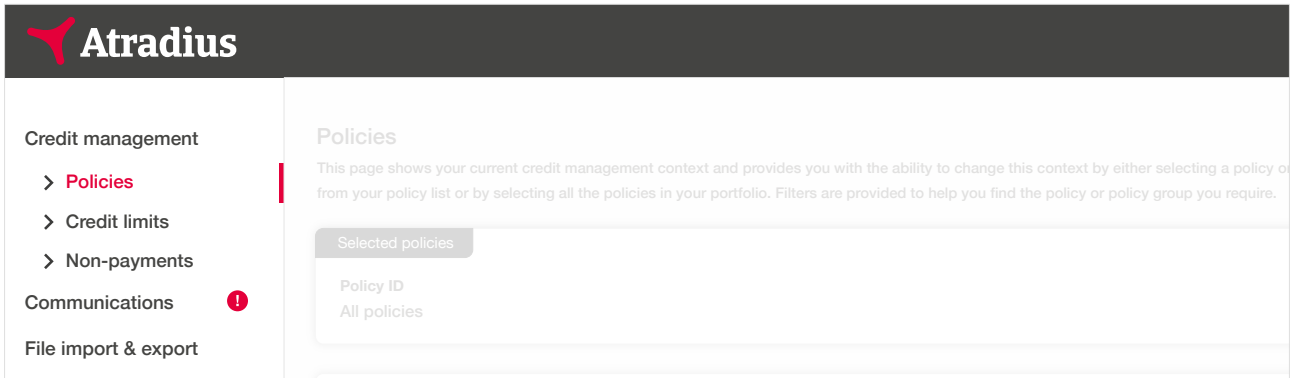 Atradius
Credit management
Policies
Credit limits
Non-payments
Communications
!
File import & export
Policies
This page shows your current credit management context and provides you with the ability to change this context by either selecting a policy or
from your policy list or by selecting all the policies in your portfolio. Filters are provided to help you find the policy or policy group you require.
Selected policies
Policy ID
All policies